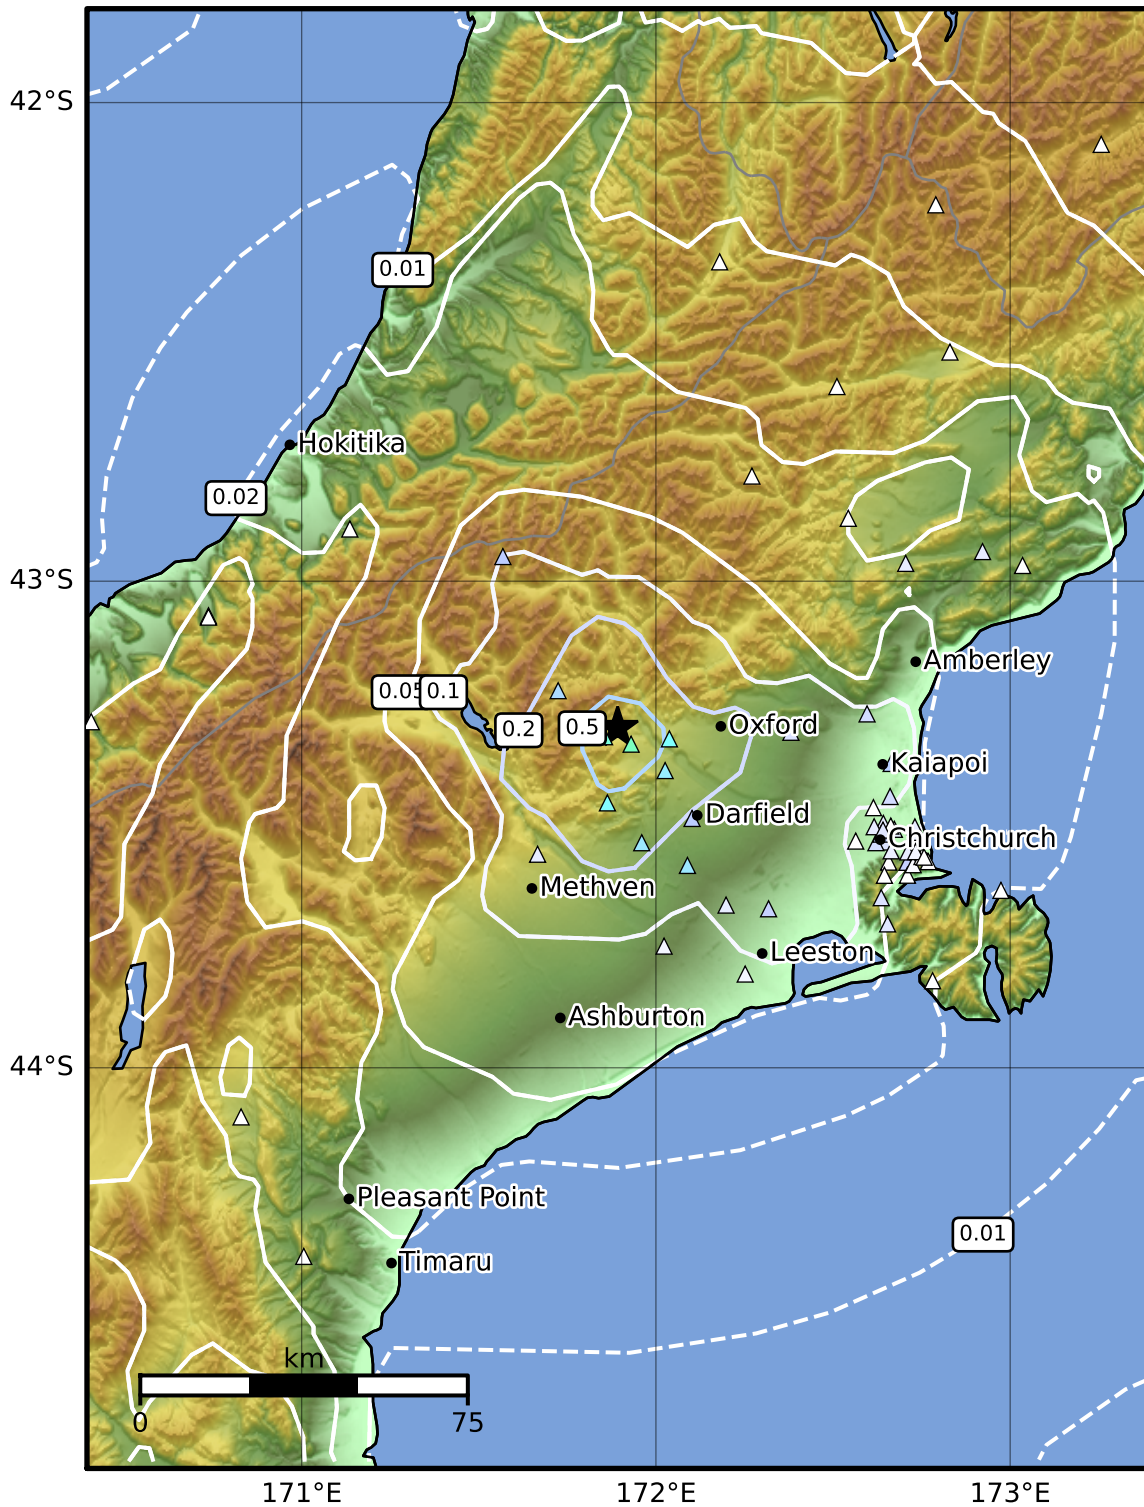 42°S
0.01
Hokitika
0.02
43°S
Amberley
0.05
0.1
0.2
0.5
Oxford
Kaiapoi
Darfield
Christchurch
Methven
Leeston
Ashburton
44°S
Pleasant Point
0.01
Timaru
km
0
75
171°E
172°E
173°E